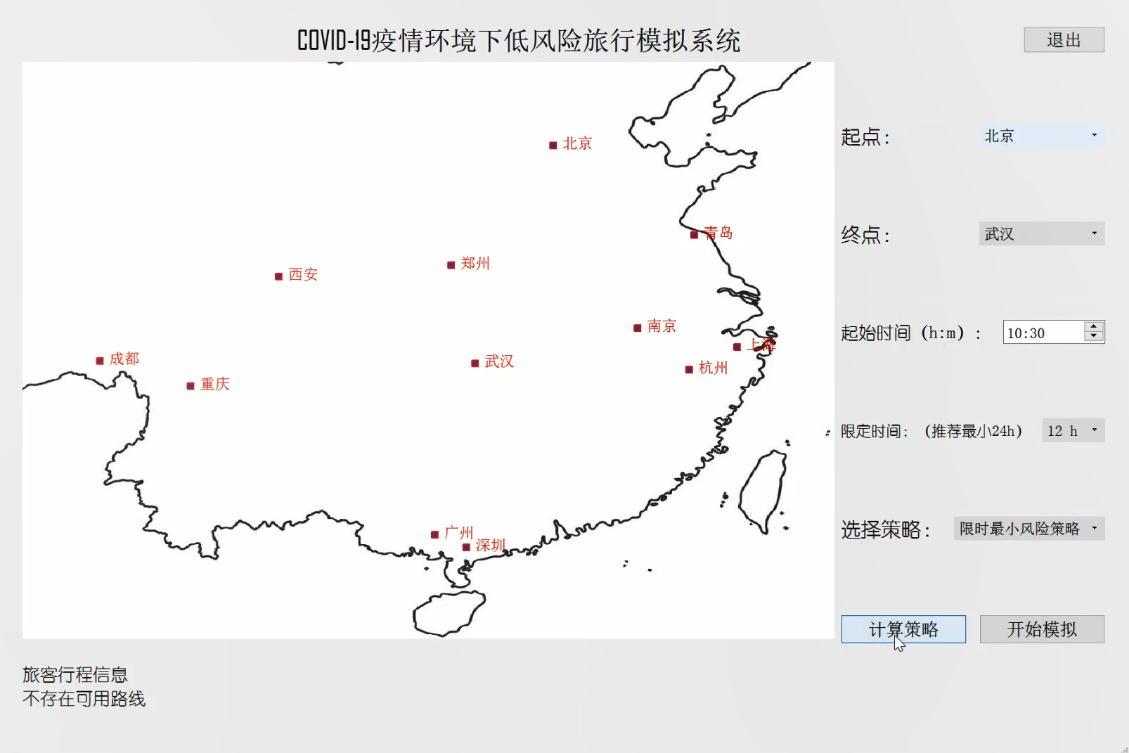 COVID-19疫情环境下低风险旅行模拟系统
退出
北京
青岛
郑州
西安
南京
上海
成都
武汉
杭州
重庆
广州
深圳
起点：
北京
终点：
武汉
起始时间（h:m）：
10:30
限定时间：（推荐最小24h）
12 h
选择策略：
限时最小风险策略
计算策略
开始模拟
旅客行程信息
不存在可用路线